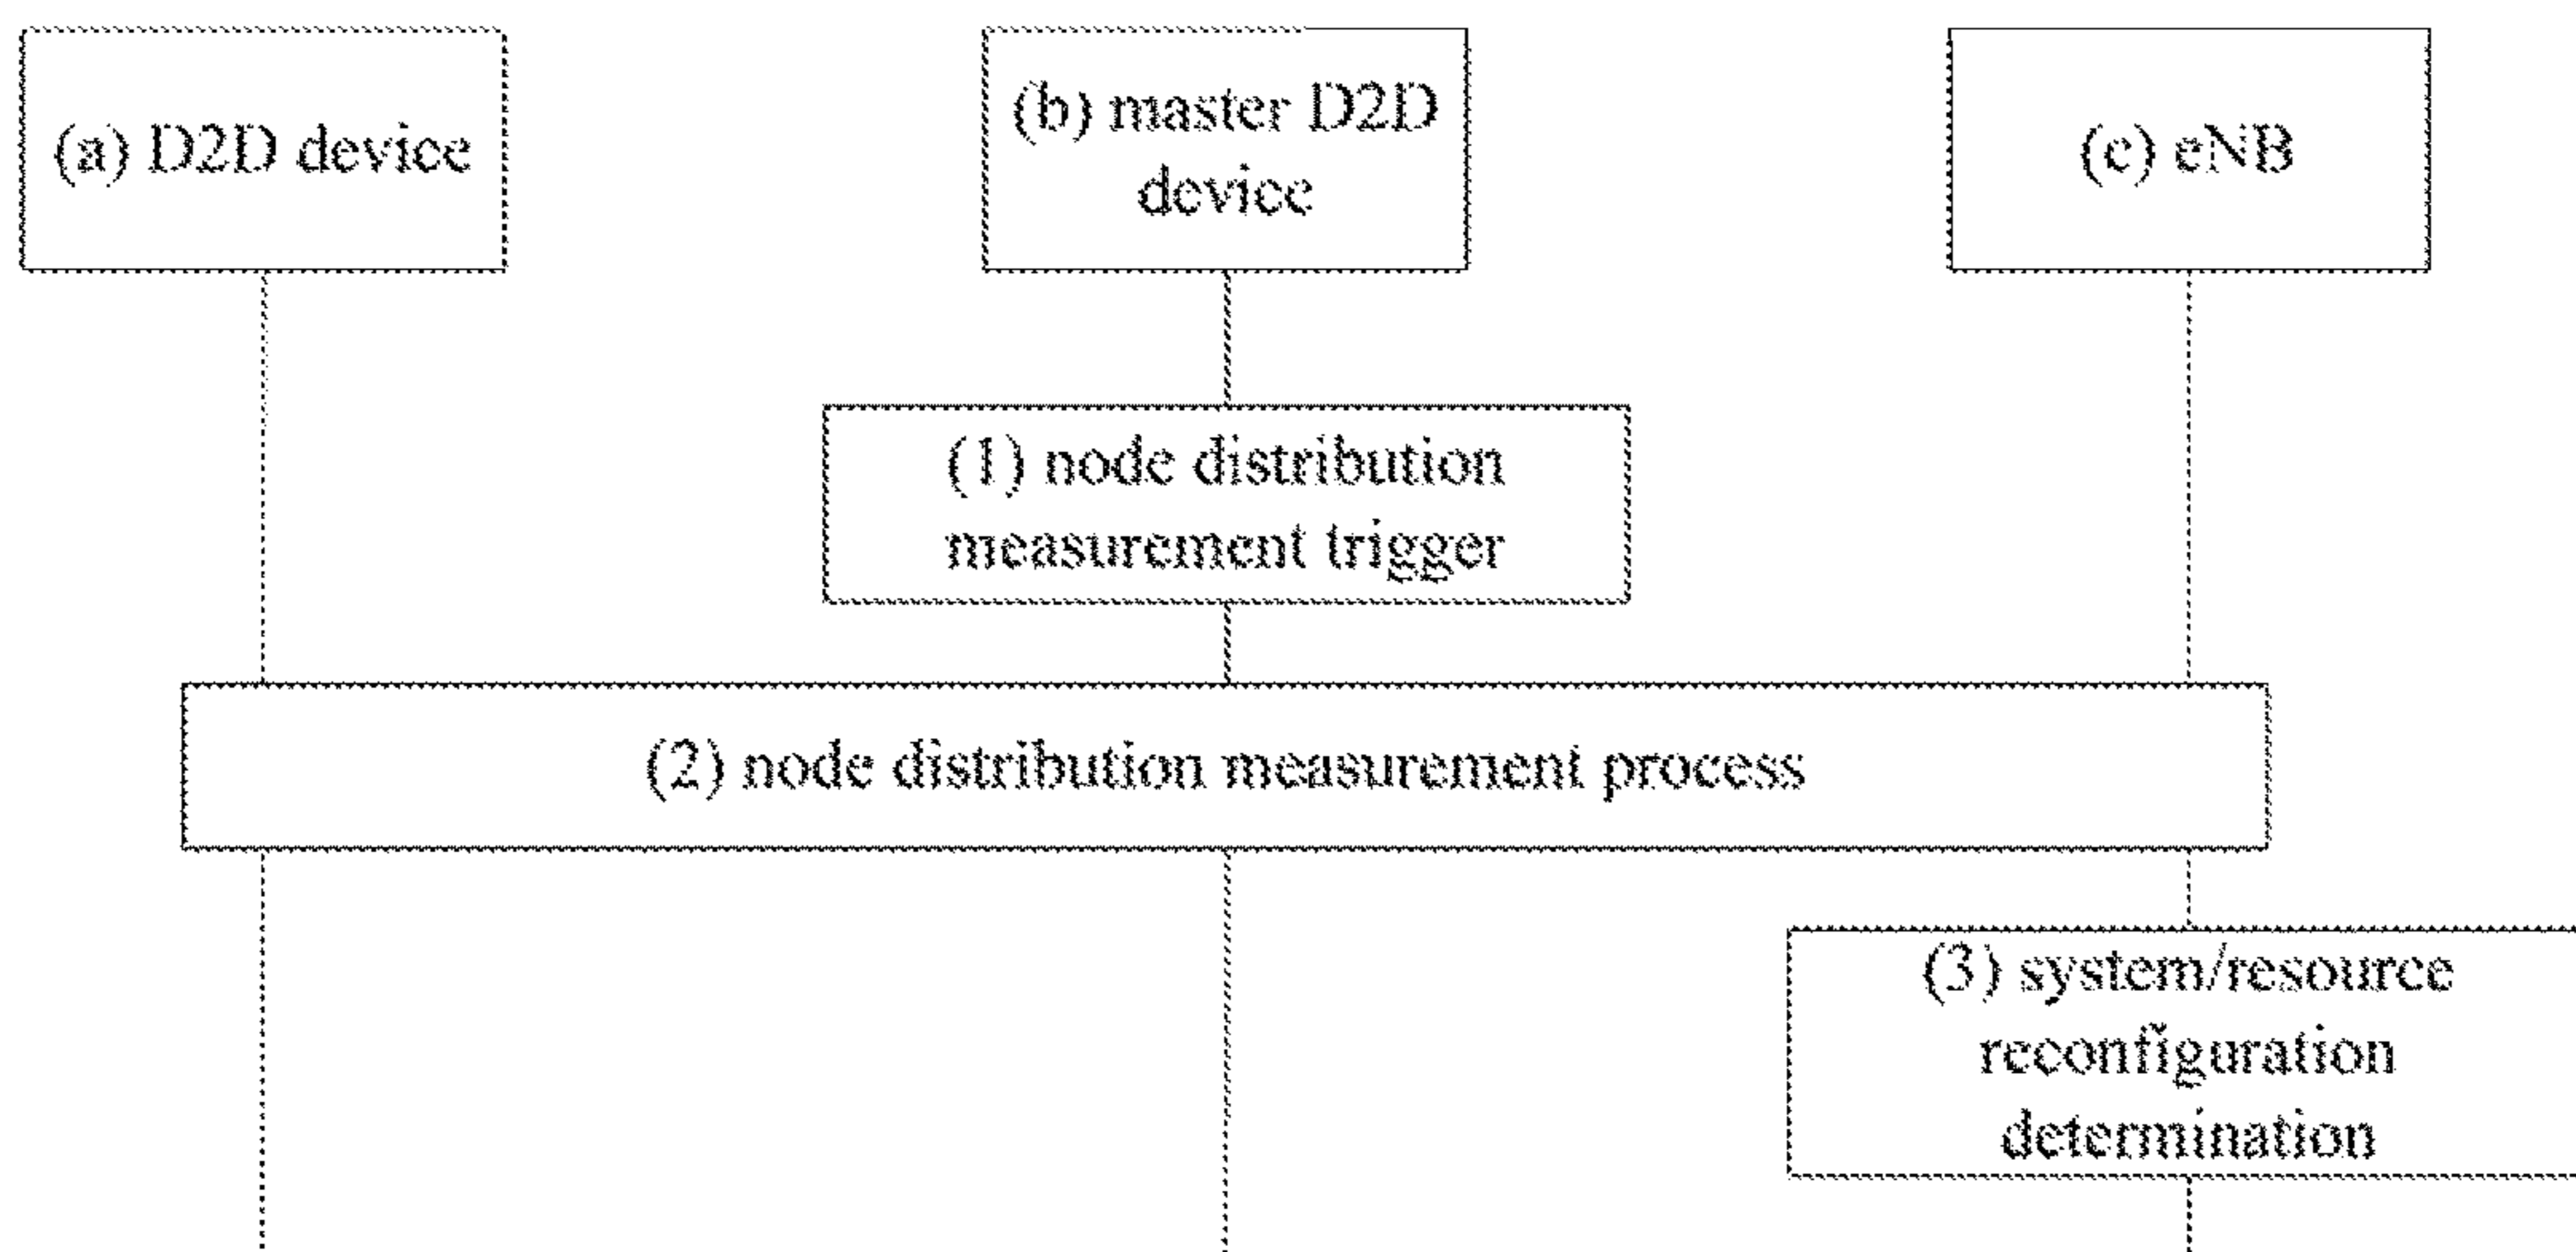 (a) D2D device
(b) master D2D
device
(c) eNB
(1) node distribution
measurement trigger
(2) node distribution measurement process
(3) system/resource
reconfiguration
determination